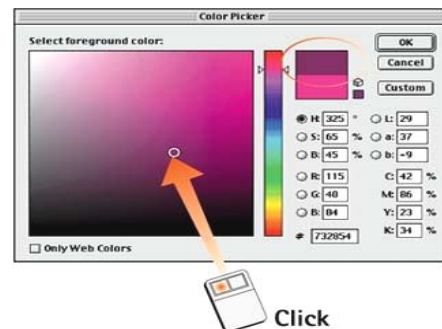 Color Picker
Select foreground color:
OK
Cancel
Custom
H: 325 °
L: 29
S: 65 %
a: 37
B: 45 %
b: -9
R: 115
C: 42 %
G: 40
M: 86 %
B: 84
Y: 23 %
# 732854
K: 34 %
Only Web Colors
Click